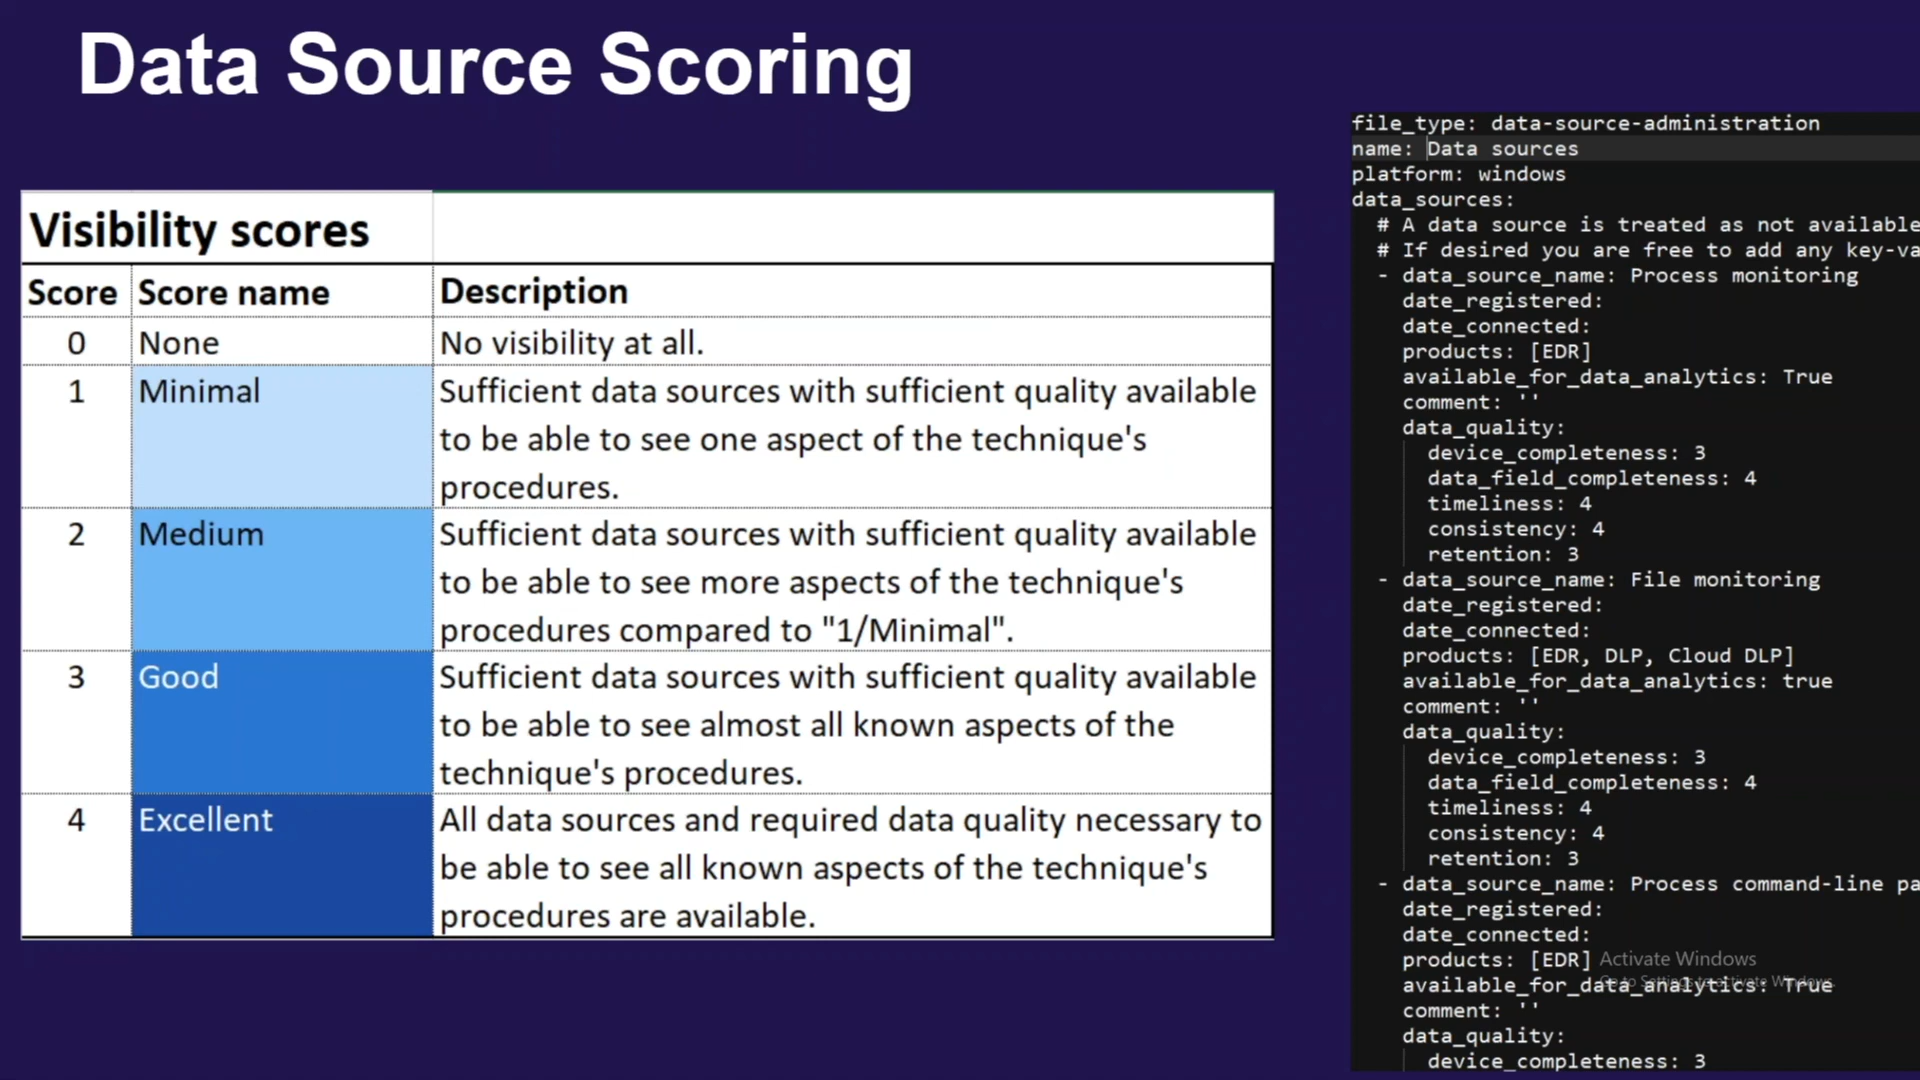 Data Source Scoring
Visibility scores
Score Score name Description
0 None No visibility at all.
1 Minimal Sufficient data sources with sufficient quality available
to be able to see one aspect of the technique's
procedures.
2 Medium Sufficient data sources with sufficient quality available
to be able to see more aspects of the technique's
procedures compared to "1/Minimal".
3 Good Sufficient data sources with sufficient quality available
to be able to see almost all known aspects of the
technique's procedures.
4 Excellent All data sources and required data quality necessary to
be able to see all known aspects of the technique's
procedures are available.
file_type: data-source-administration
name: Data sources
platform: windows
data_sources:
# A data source is treated as not available
# If desired you are free to add any key-va
- data_source_name: Process monitoring
date_registered:
date_connected:
products: [EDR]
available_for_data_analytics: True
comment: ''
data_quality:
device_completeness: 3
data_field_completeness: 4
timeliness: 4
consistency: 4
retention: 3
- data_source_name: File monitoring
date_registered:
date_connected:
products: [EDR, DLP, Cloud DLP]
available_for_data_analytics: true
comment: ''
data_quality:
device_completeness: 3
data_field_completeness: 4
timeliness: 4
consistency: 4
retention: 3
- data_source_name: Process command-line pa
date_registered:
date_connected:
products: [EDR]
Activate Windows
Go to Settings to activate Windows.
available_for_data_analytics: True
comment: ''
data_quality:
device_completeness: 3